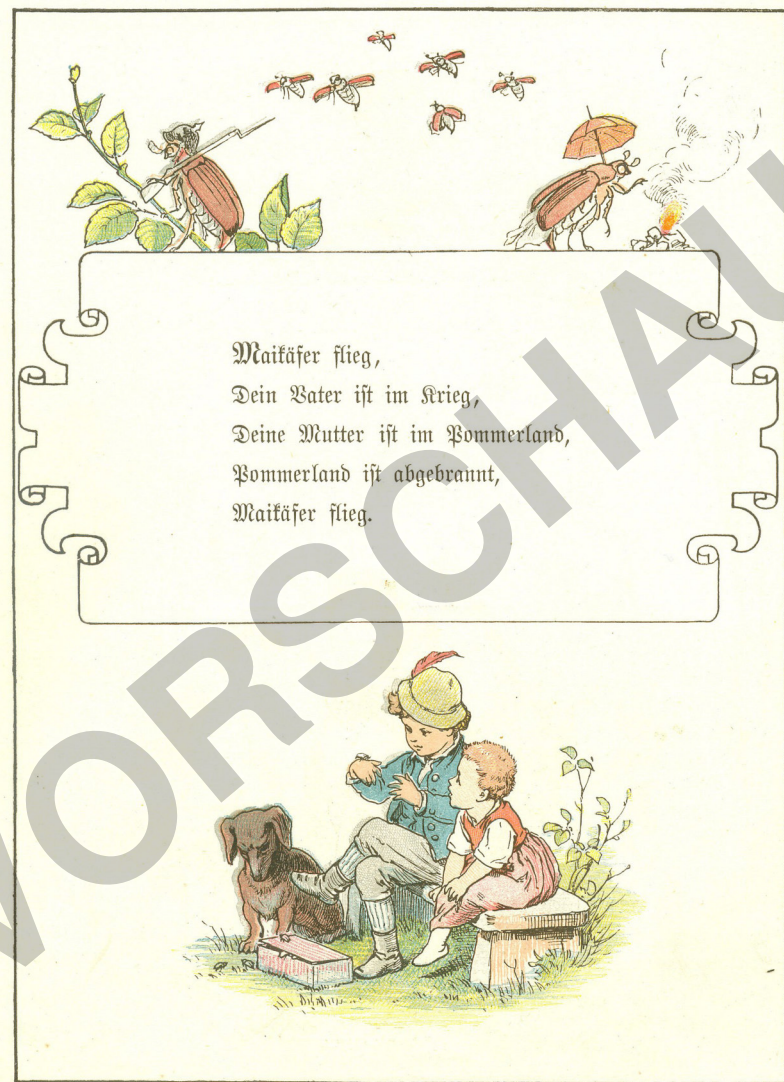 Maikäfer flieg,
Dein Vater ist im Krieg,
Deine Mutter ist im Pommerland,
Pommerland ist abgebrannt,
Maikäfer flieg.
VORSCHAU